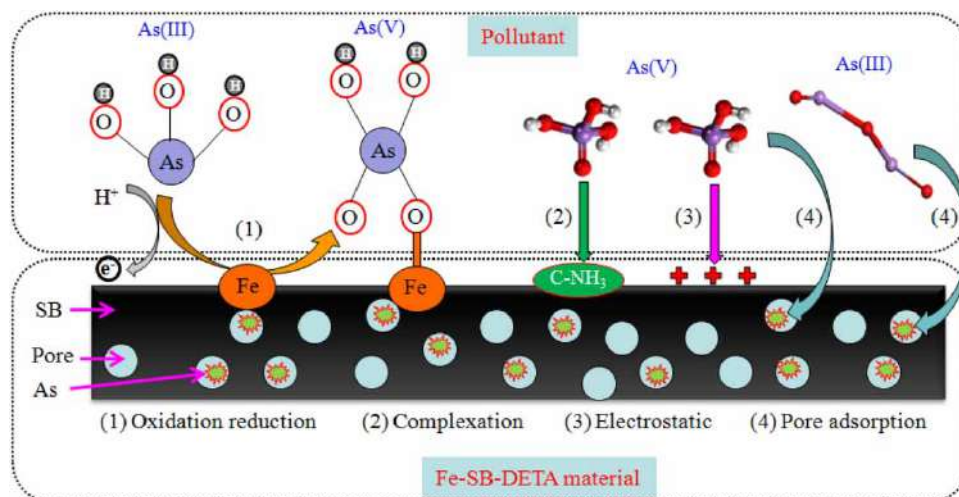 As(III)
As(V)
Pollutant
As(V)
As(III)
H
H
H
O
O
O
As
H
H
O
O
As
O
O
H⁺
(1)
(2)
(3)
(4)
(4)
e⁻
Fe
Fe
C-NH₃
SB
Pore
As
(1) Oxidation reduction
(2) Complexation
(3) Electrostatic
(4) Pore adsorption
Fe-SB-DETA material